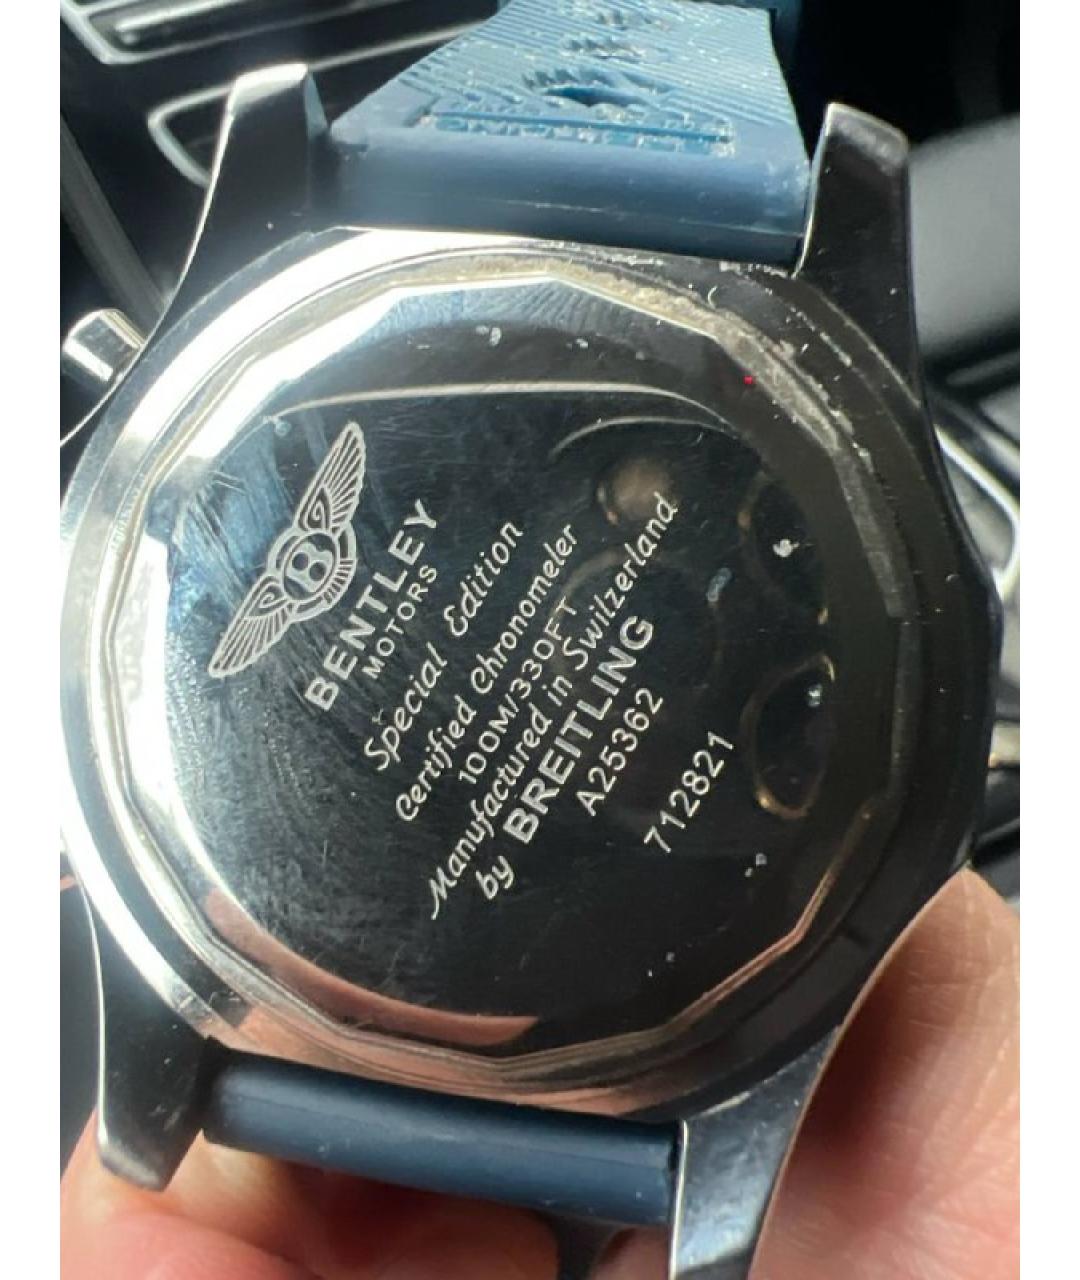 B
BENTLEY
MOTORS
Special Edition
Certified Chronomeler
100M/330FT
Manufactured in Swilzerland
by BREITLING
A25362
712821